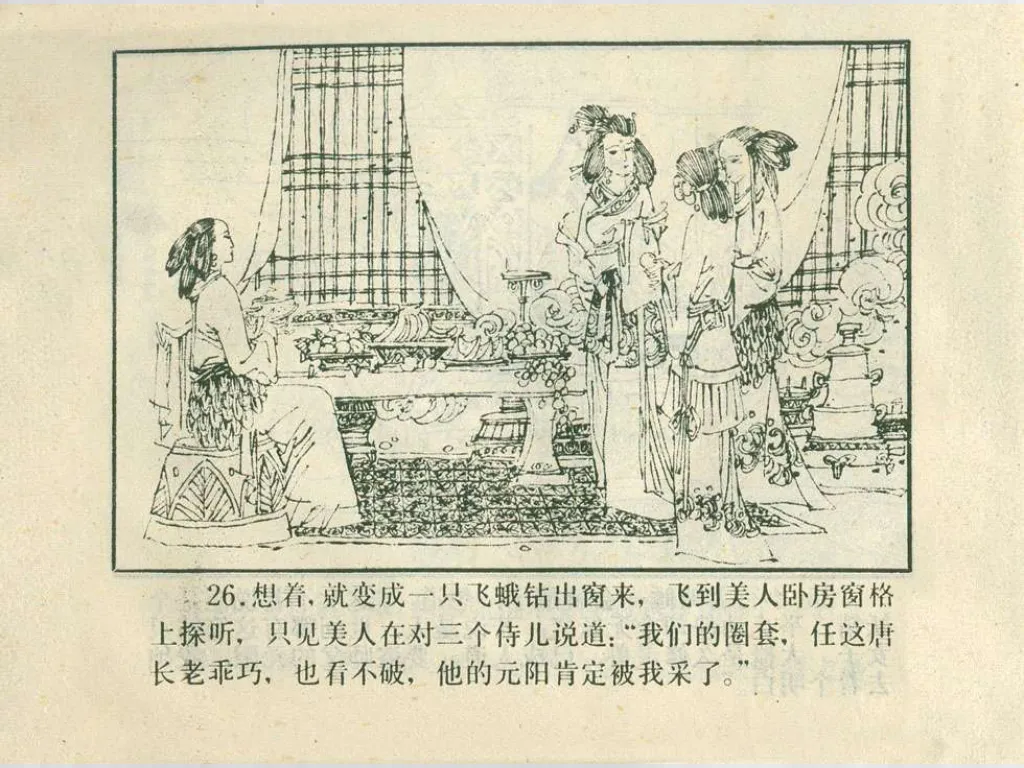 26.想着,就变成一只飞蛾钻出窗来,飞到美人卧房窗格
上探听,只见美人在对三个侍儿说道:“我们的圈套,任这唐
长老乖巧,也看不破,他的元阳肯定被我采了。”